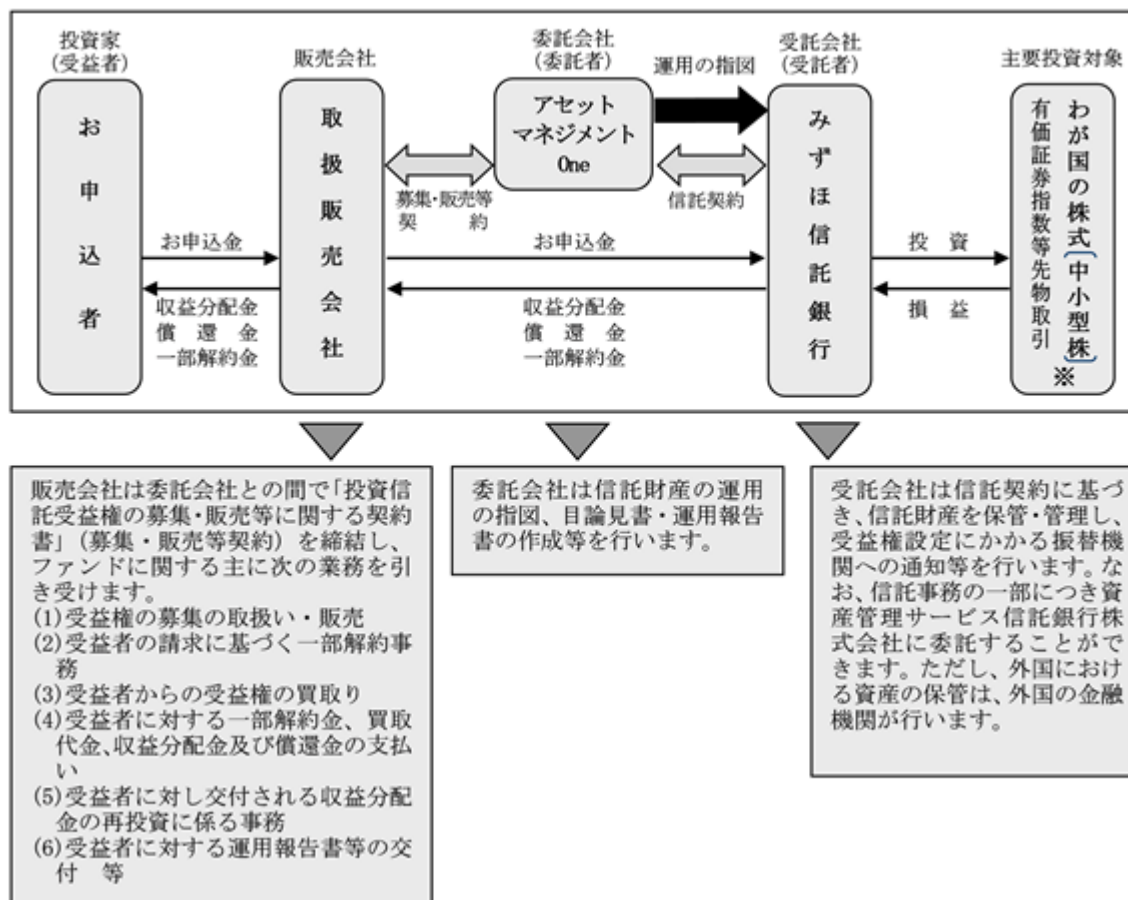 投資家
(受益者)
お申込者
販売会社
取扱販売会社
委託会社
(委託者)
アセット
マネジメント
One
運用の指図
受託会社
(受託者)
みずほ信託銀行
主要投資対象
わが国の株式(中小型株)※
有価証券指数等先物取引
募集・販売等
契　約
信託契約
お申込金
収益分配金
償　還　金
一部解約金
お申込金
収益分配金
償　還　金
一部解約金
投　資
損　益
販売会社は委託会社との間で「投資信
託受益権の募集・販売等に関する契約
書」（募集・販売等契約）を締結し、
ファンドに関する主に次の業務を引
き受けます。
(1)受益権の募集の取扱い・販売
(2)受益者の請求に基づく一部解約事
務
(3)受益者からの受益権の買取り
(4)受益者に対する一部解約金、買取
代金、収益分配金及び償還金の支払
い
(5)受益者に対し交付される収益分配
金の再投資に係る事務
(6)受益者に対する運用報告書等の交
付　等
委託会社は信託財産の運用
の指図、目論見書・運用報告
書の作成等を行います。
受託会社は信託契約に基づ
き、信託財産を保管・管理し、
受益権設定にかかる振替機
関への通知等を行います。な
お、信託事務の一部につき資
産管理サービス信託銀行株
式会社に委託することがで
きます。ただし、外国におけ
る資産の保管は、外国の金融
機関が行います。